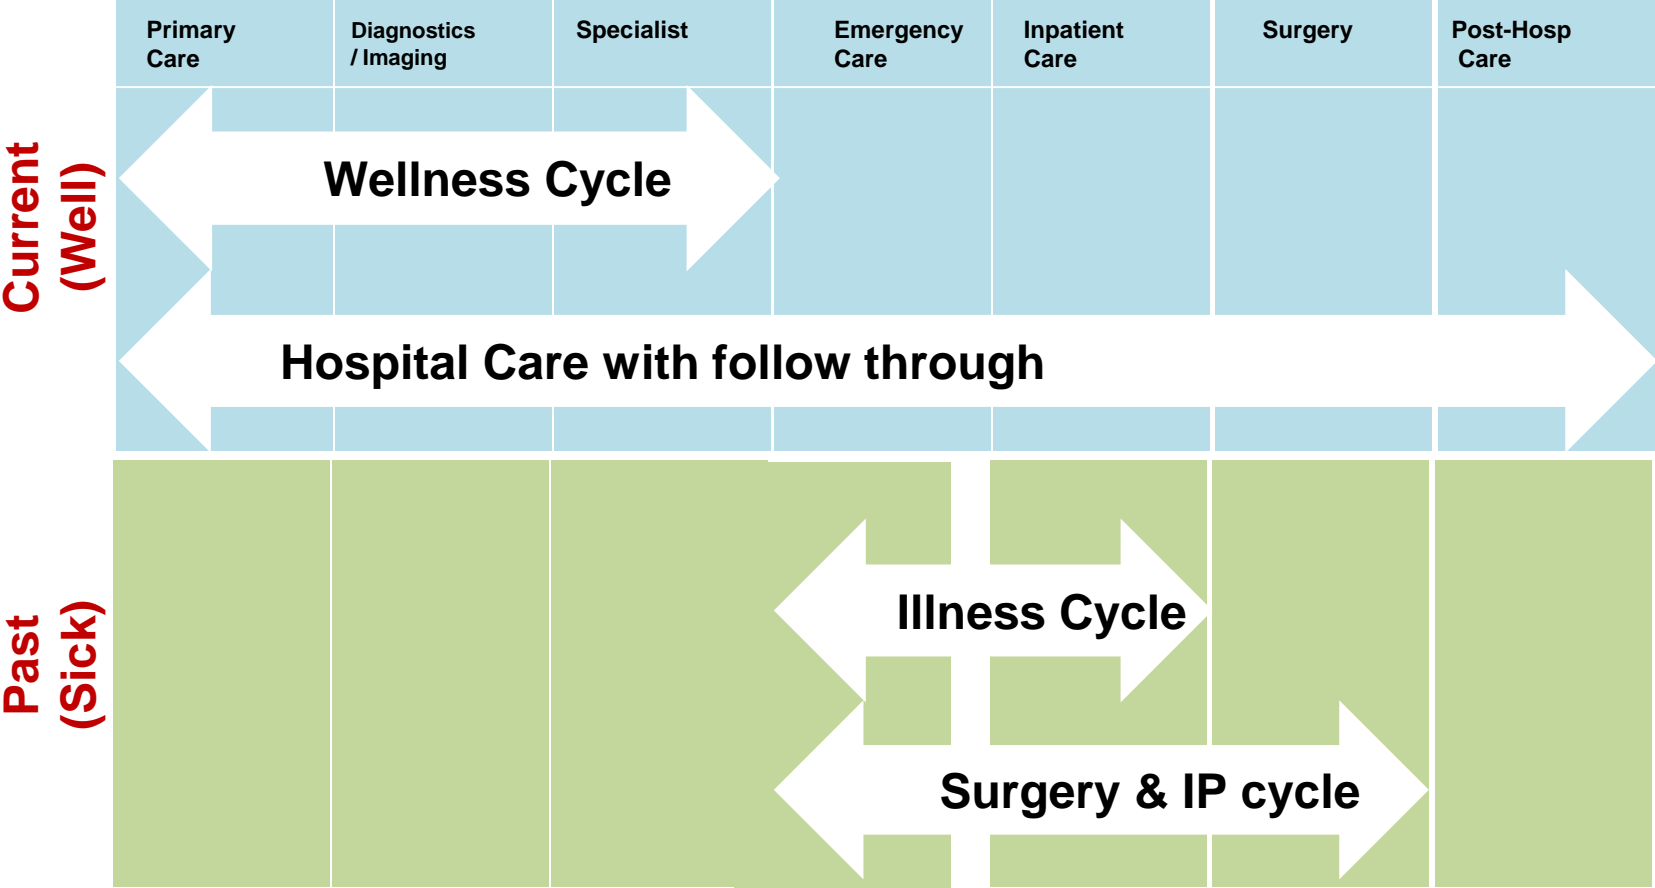 Primary
Care
Diagnostics
/ Imaging
Specialist
Emergency
Care
Inpatient
Care
Surgery
Post-Hosp
Care
Current
(Well)
Wellness Cycle
Hospital Care with follow through
Past
(Sick)
Illness Cycle
Surgery & IP cycle